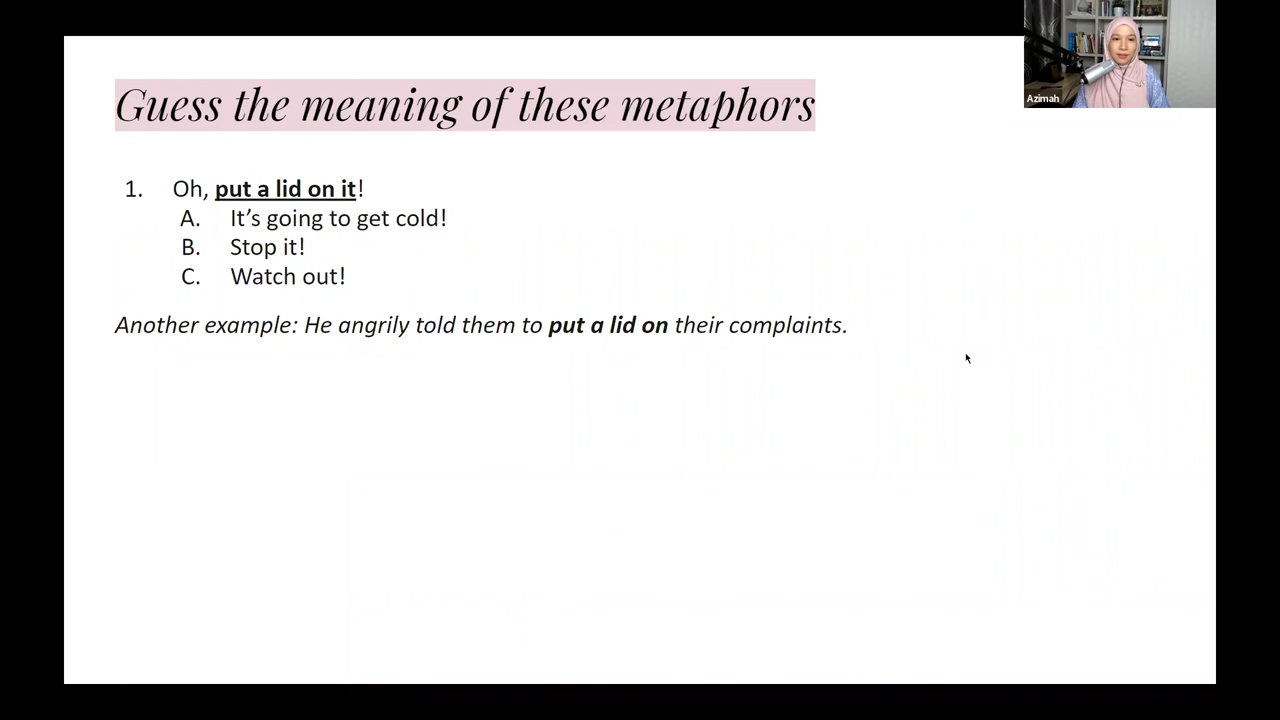 Azimah
Guess the meaning of these metaphors
1. Oh, put a lid on it!
A. It’s going to get cold!
B. Stop it!
C. Watch out!
Another example: He angrily told them to put a lid on their complaints.